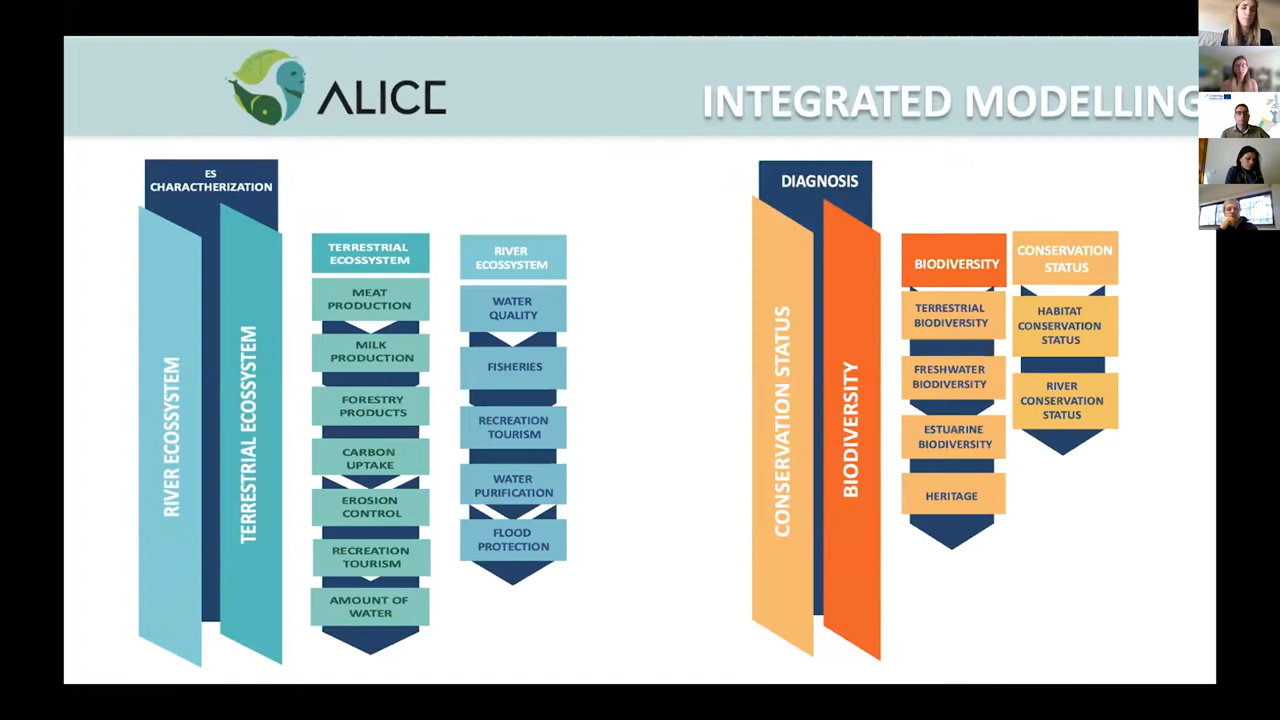 ALICE
INTEGRATED MODELLING
ES
CHARACTHERIZATION
RIVER ECOSYSTEM
TERRESTRIAL ECOSYSTEM
TERRESTRIAL
ECOSYSTEM
MEAT
PRODUCTION
MILK
PRODUCTION
FORESTRY
PRODUCTS
CARBON
UPTAKE
EROSION
CONTROL
RECREATION
TOURISM
AMOUNT OF
WATER
RIVER
ECOSYSTEM
WATER
QUALITY
FISHERIES
RECREATION
TOURISM
WATER
PURIFICATION
FLOOD
PROTECTION
DIAGNOSIS
CONSERVATION STATUS
BIODIVERSITY
BIODIVERSITY
TERRESTRIAL
BIODIVERSITY
FRESHWATER
BIODIVERSITY
ESTUARINE
BIODIVERSITY
HERITAGE
CONSERVATION
STATUS
HABITAT
CONSERVATION
STATUS
RIVER
CONSERVATION
STATUS